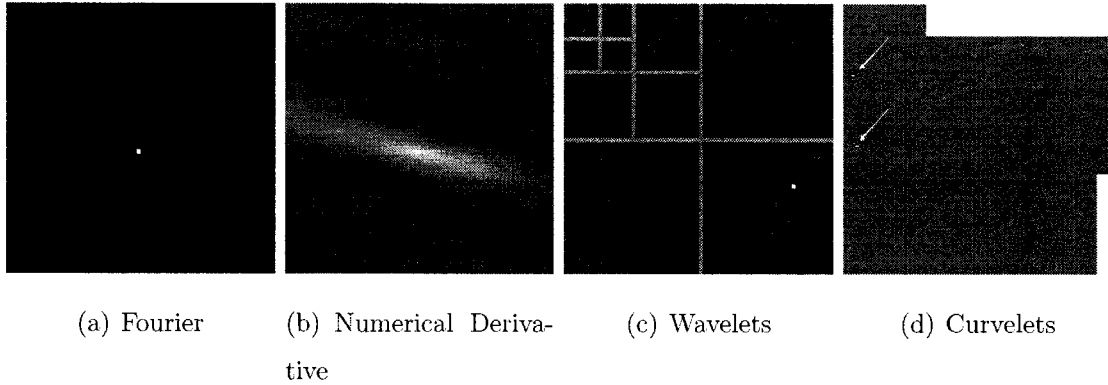 (a) Fourier
(b) Numerical Deriva-
tive
(c) Wavelets
(d) Curvelets